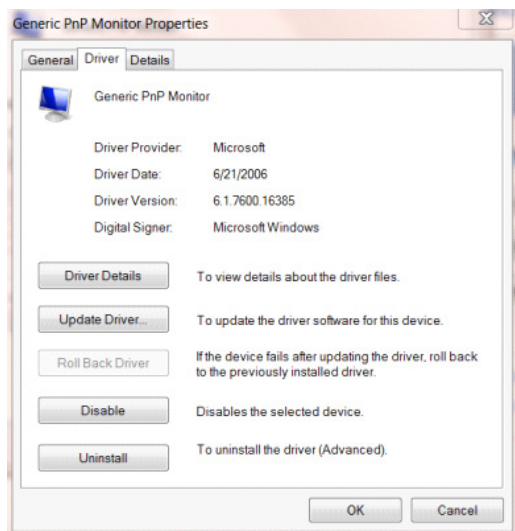 Generic PnP Monitor Properties
General Driver Details
Generic PnP Monitor
Driver Provider: Microsoft
Driver Date: 6/21/2006
Driver Version: 6.1.7600.16385
Digital Signer: Microsoft Windows
Driver Details To view details about the driver files.
Update Driver... To update the driver software for this device.
Roll Back Driver If the device fails after updating the driver, roll back
to the previously installed driver.
Disable Disables the selected device.
Uninstall To uninstall the driver (Advanced).
OK Cancel